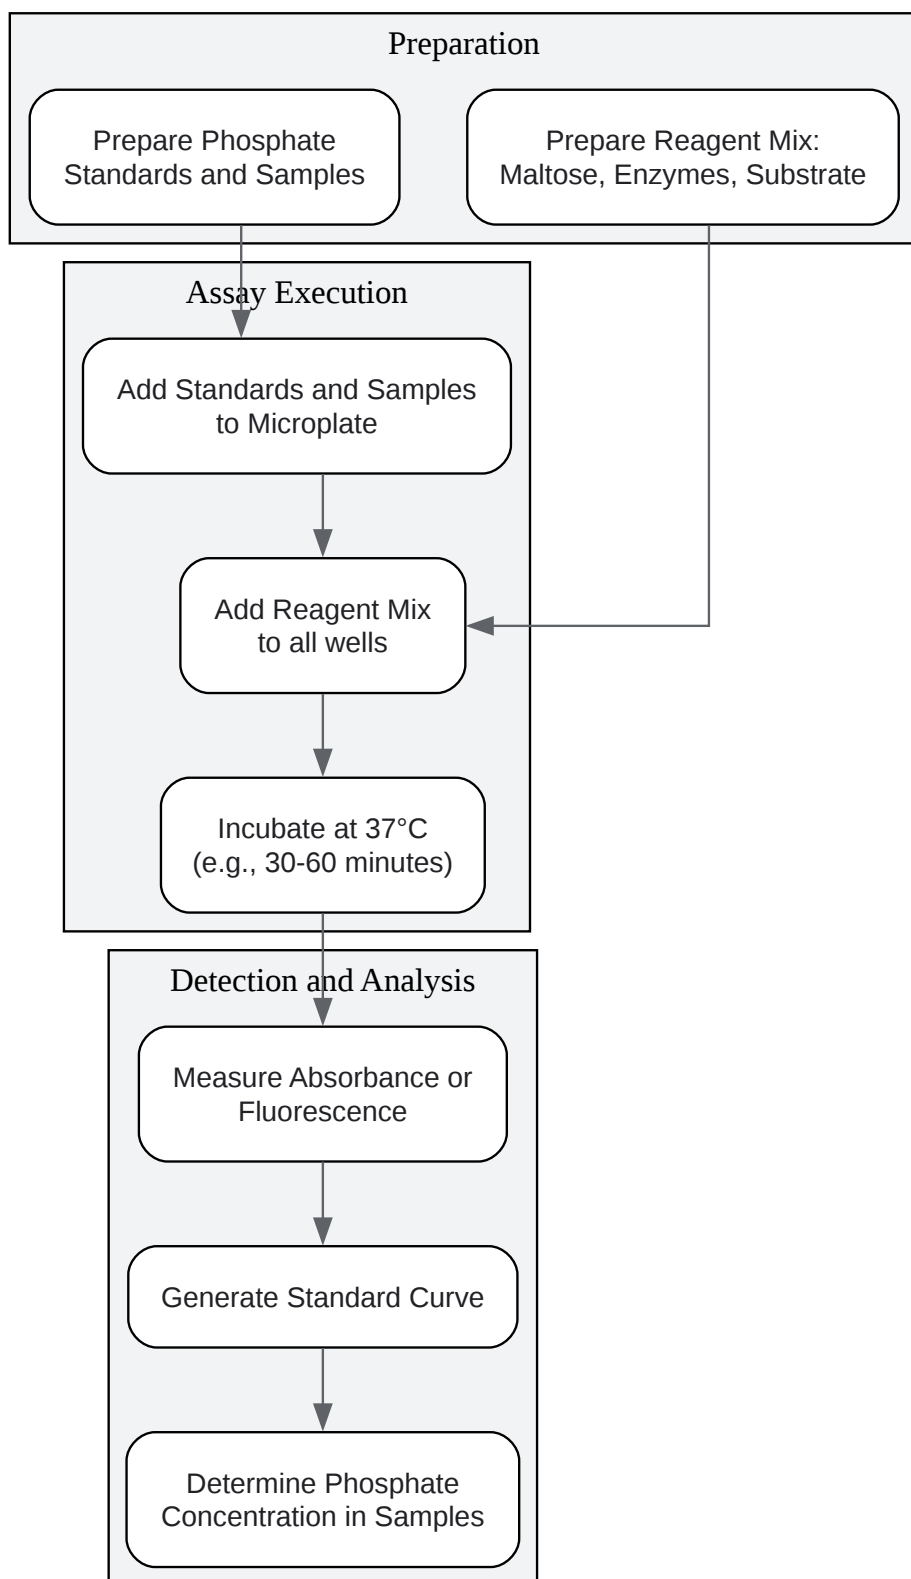 Preparation
Prepare Phosphate
Standards and Samples
Prepare Reagent Mix:
Maltose, Enzymes, Substrate
Assay Execution
Add Standards and Samples
to Microplate
Add Reagent Mix
to all wells
Incubate at 37°C
(e.g., 30-60 minutes)
Detection and Analysis
Measure Absorbance or
Fluorescence
Generate Standard Curve
Determine Phosphate
Concentration in Samples